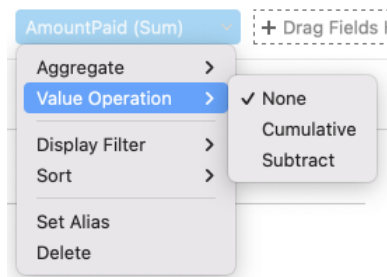 AmountPaid (Sum)
+ Drag Fields
Aggregate
Value Operation
✓ None
Cumulative
Subtract
Display Filter
Sort
Set Alias
Delete